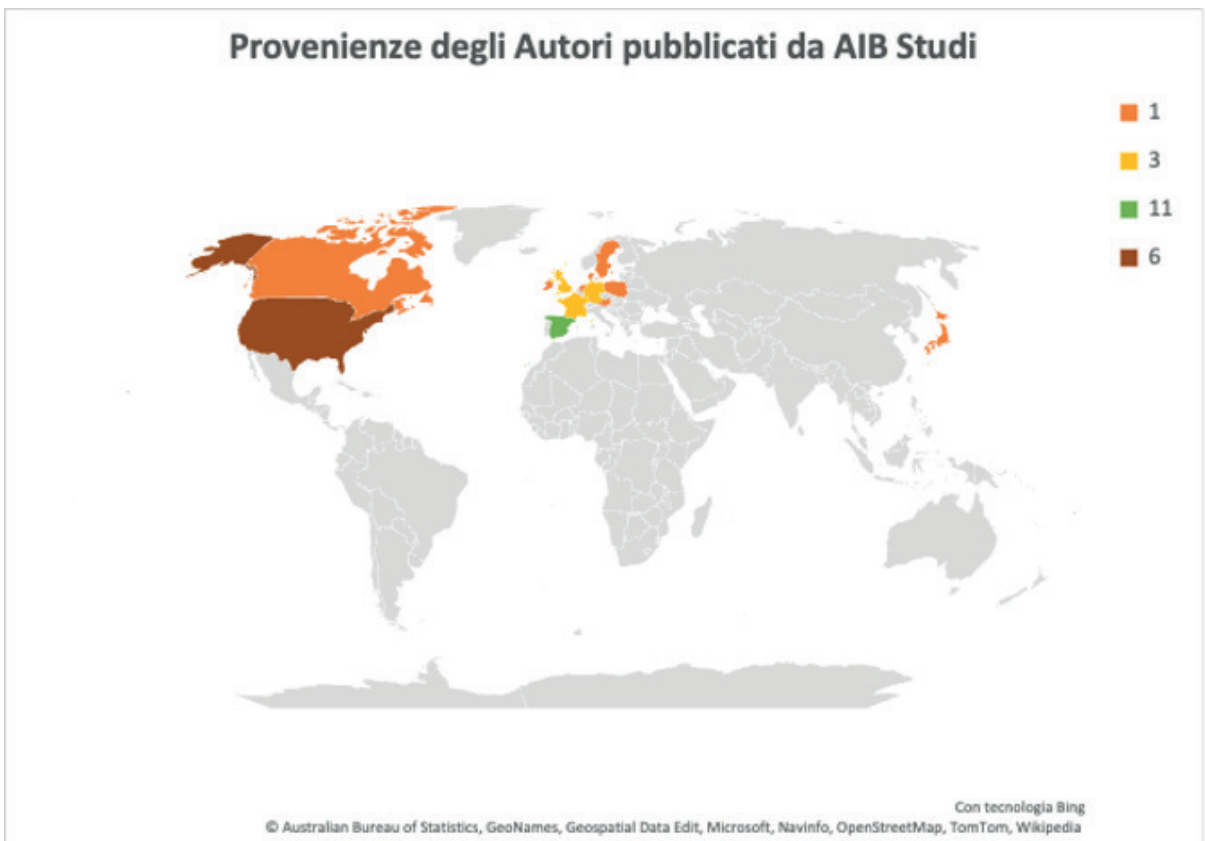 Provenienze degli Autori pubblicati da AIB Studi
1
3
11
6
Con tecnologia Bing
© Australian Bureau of Statistics, GeoNames, Geospatial Data Edit, Microsoft, Navinfo, OpenStreetMap, TomTom, Wikipedia